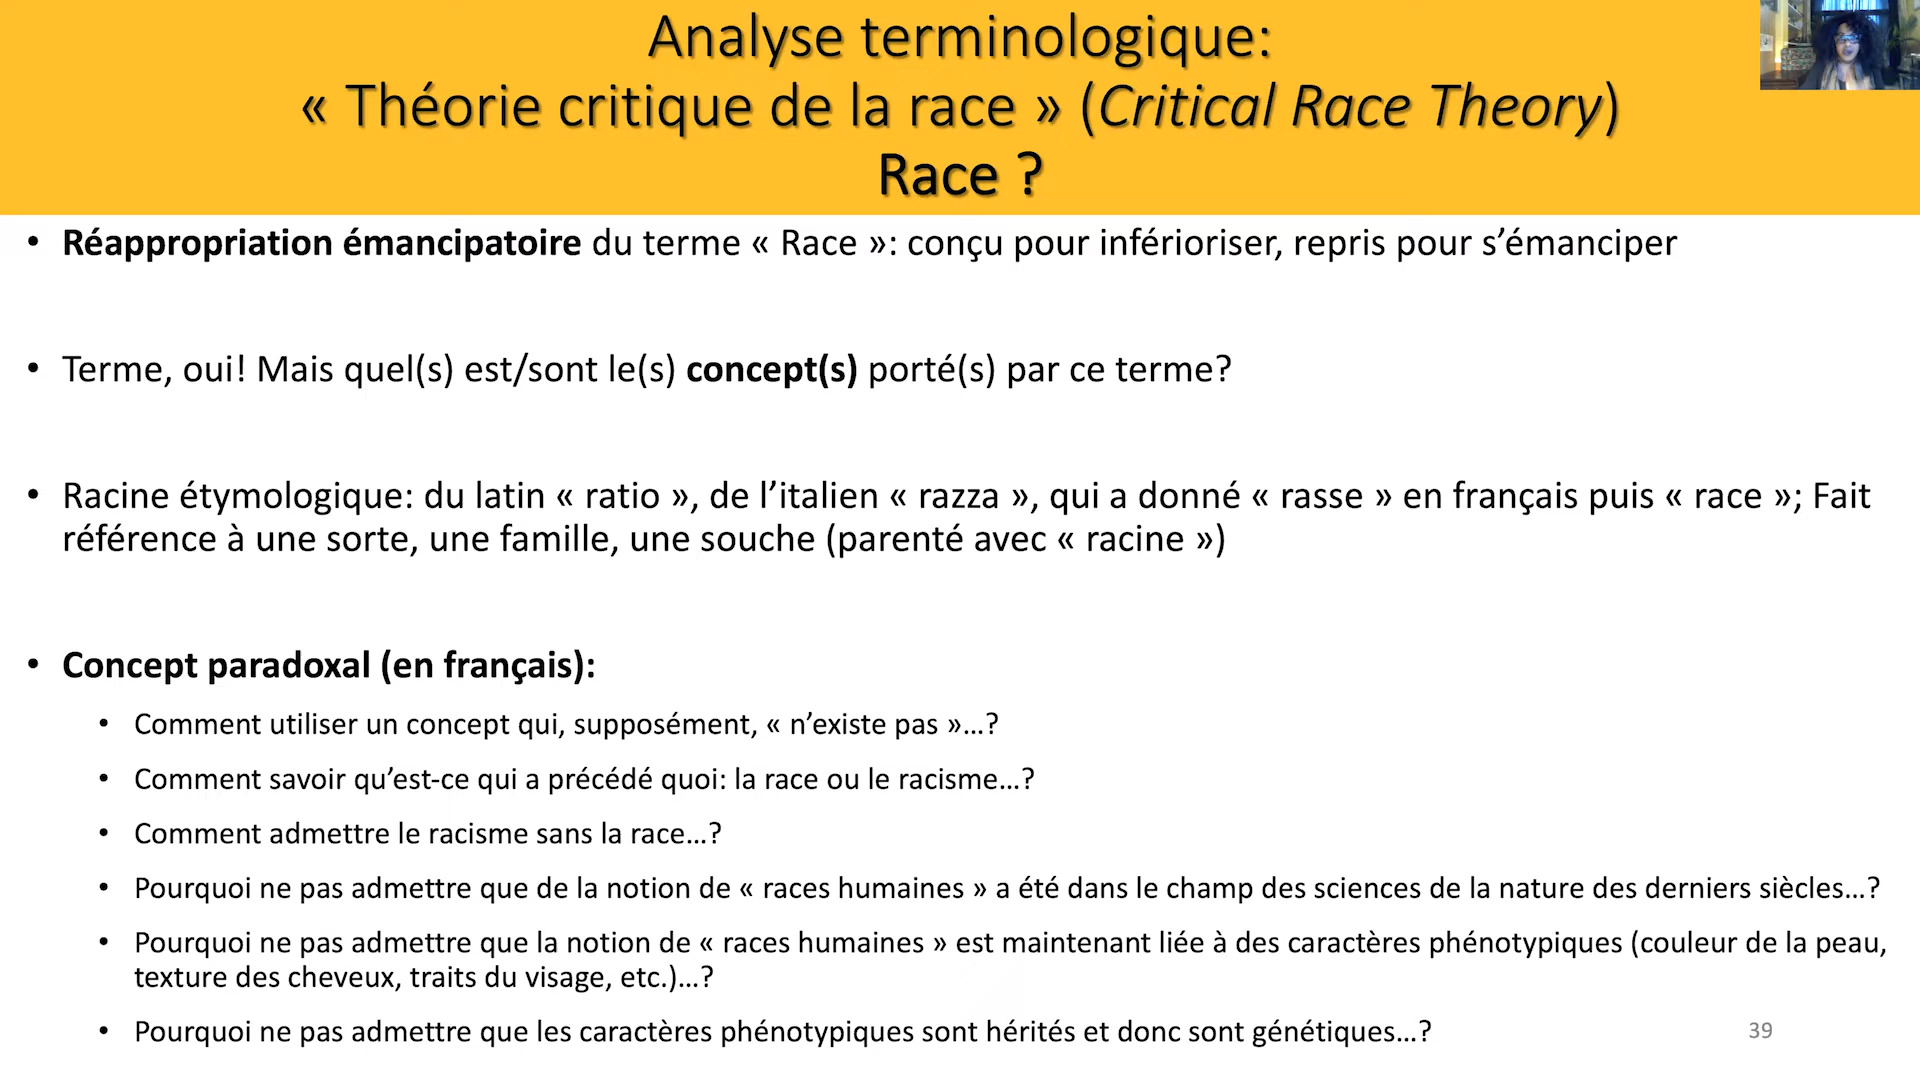 Analyse terminologique:
« Théorie critique de la race » (Critical Race Theory)
Race ?
• Réappropriation émancipatoire du terme « Race »: conçu pour inférioriser, repris pour s’émanciper
• Terme, oui! Mais quel(s) est/sont le(s) concept(s) porté(s) par ce terme?
• Racine étymologique: du latin « ratio », de l’italien « razza », qui a donné « rasse » en français puis « race »; Fait
référence à une sorte, une famille, une souche (parenté avec « racine »)
• Concept paradoxal (en français):
• Comment utiliser un concept qui, supposément, « n’existe pas »…?
• Comment savoir qu’est-ce qui a précédé quoi: la race ou le racisme…?
• Comment admettre le racisme sans la race…?
• Pourquoi ne pas admettre que de la notion de « races humaines » a été dans le champ des sciences de la nature des derniers siècles…?
• Pourquoi ne pas admettre que la notion de « races humaines » est maintenant liée à des caractères phénotypiques (couleur de la peau,
texture des cheveux, traits du visage, etc.)…?
• Pourquoi ne pas admettre que les caractères phénotypiques sont hérités et donc sont génétiques…?
39